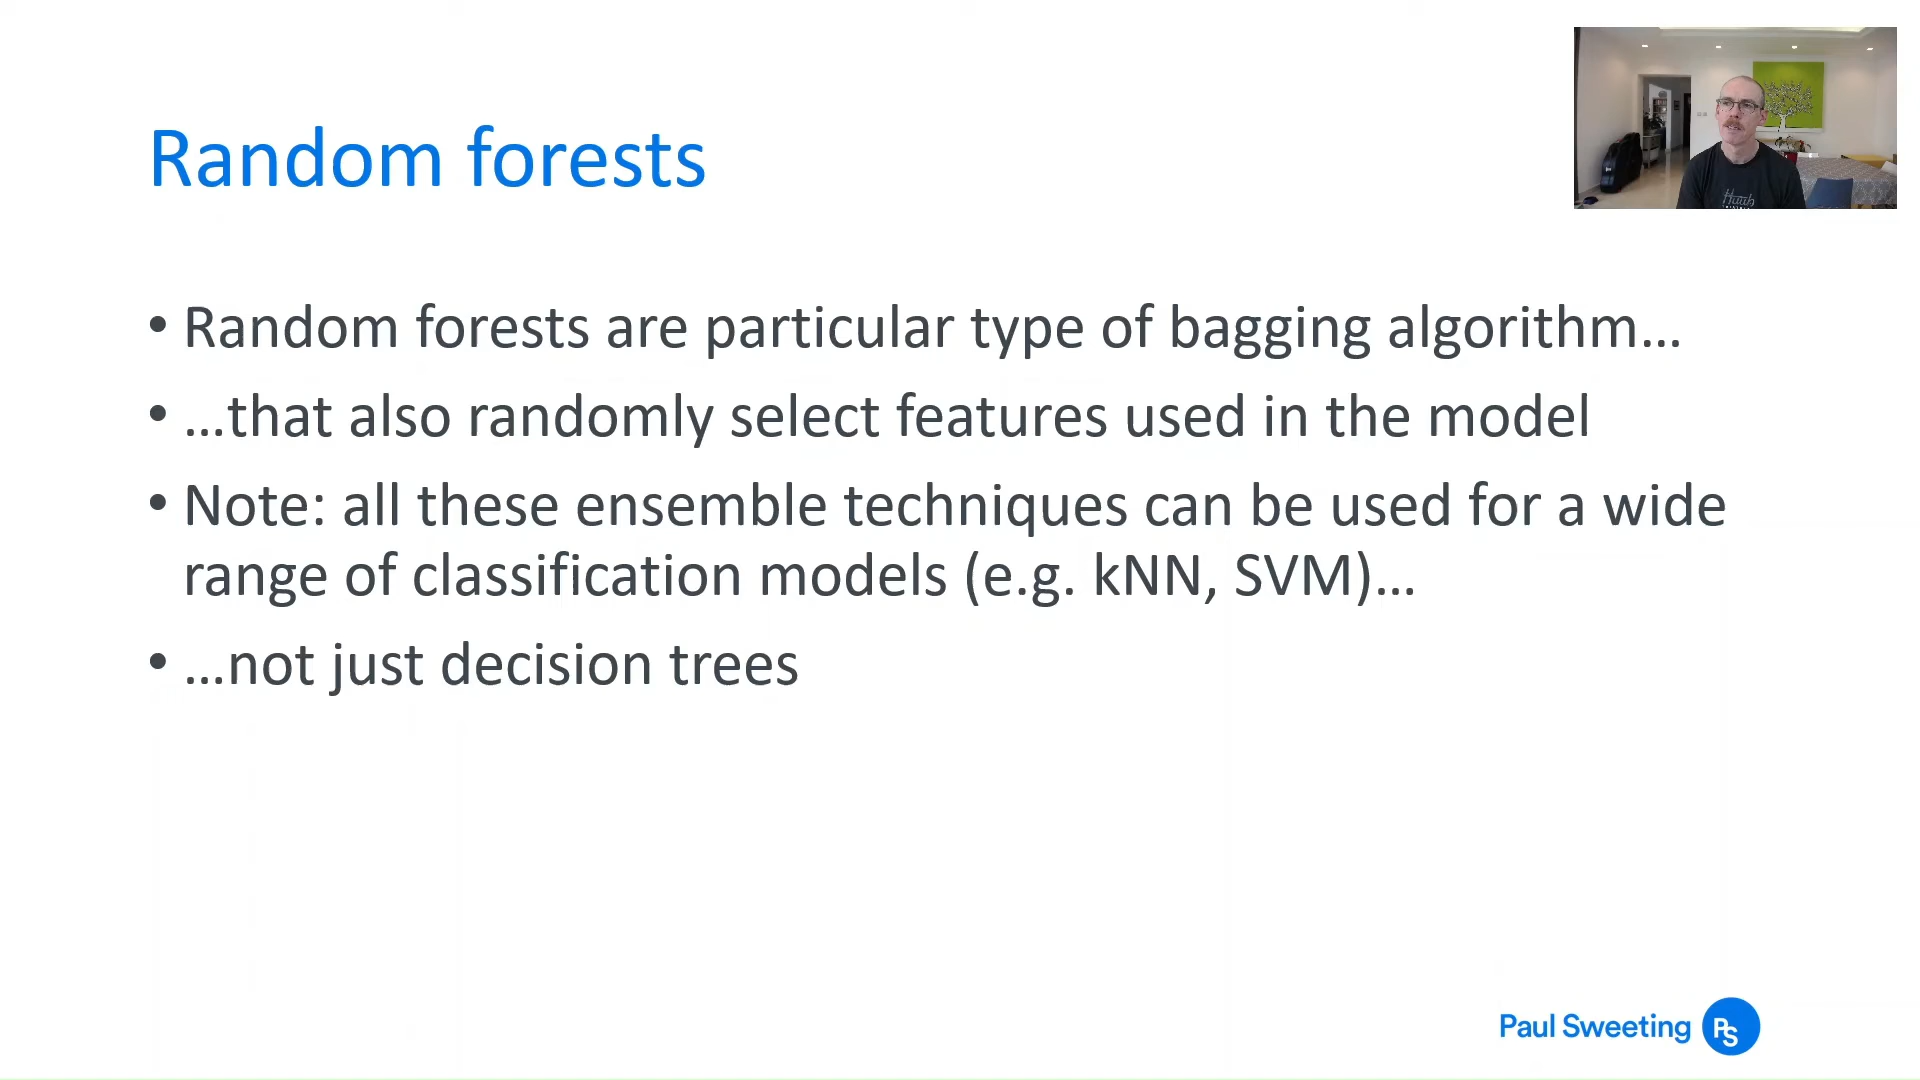 Random forests
• Random forests are particular type of bagging algorithm…
• …that also randomly select features used in the model
• Note: all these ensemble techniques can be used for a wide
range of classification models (e.g. kNN, SVM)…
• …not just decision trees
Huub
Paul Sweeting PS